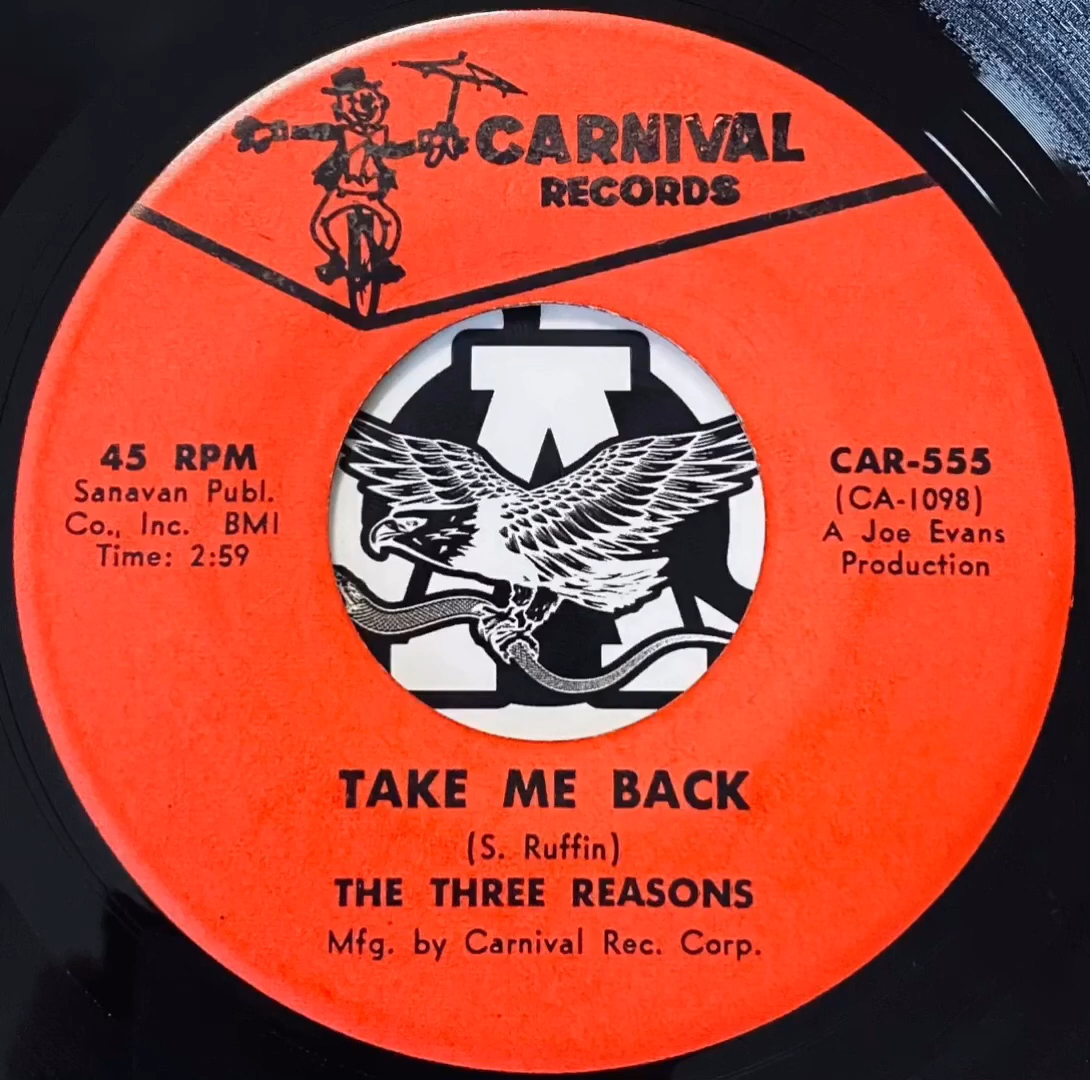 CARNIVAL
RECORDS
45 RPM
Sanavan Publ.
Co., Inc. BMI
Time: 2:59
CAR-555
(CA-1098)
A Joe Evans
Production
TAKE ME BACK
(S. Ruffin)
THE THREE REASONS
Mfg. by Carnival Rec. Corp.